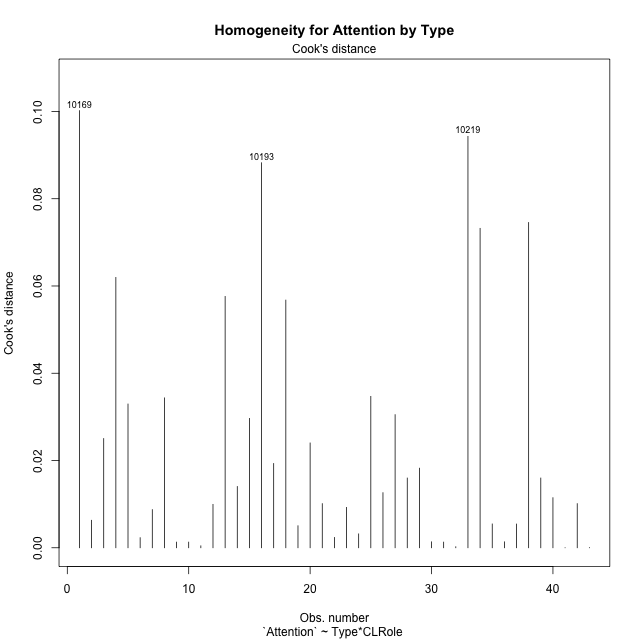 Homogeneity for Attention by Type
Cook's distance
10169
10219
10193
Cook's distance
0.10
0.08
0.06
0.04
0.02
0.00
0 10 20 30 40
Obs. number
`Attention` ~ Type*CLRole